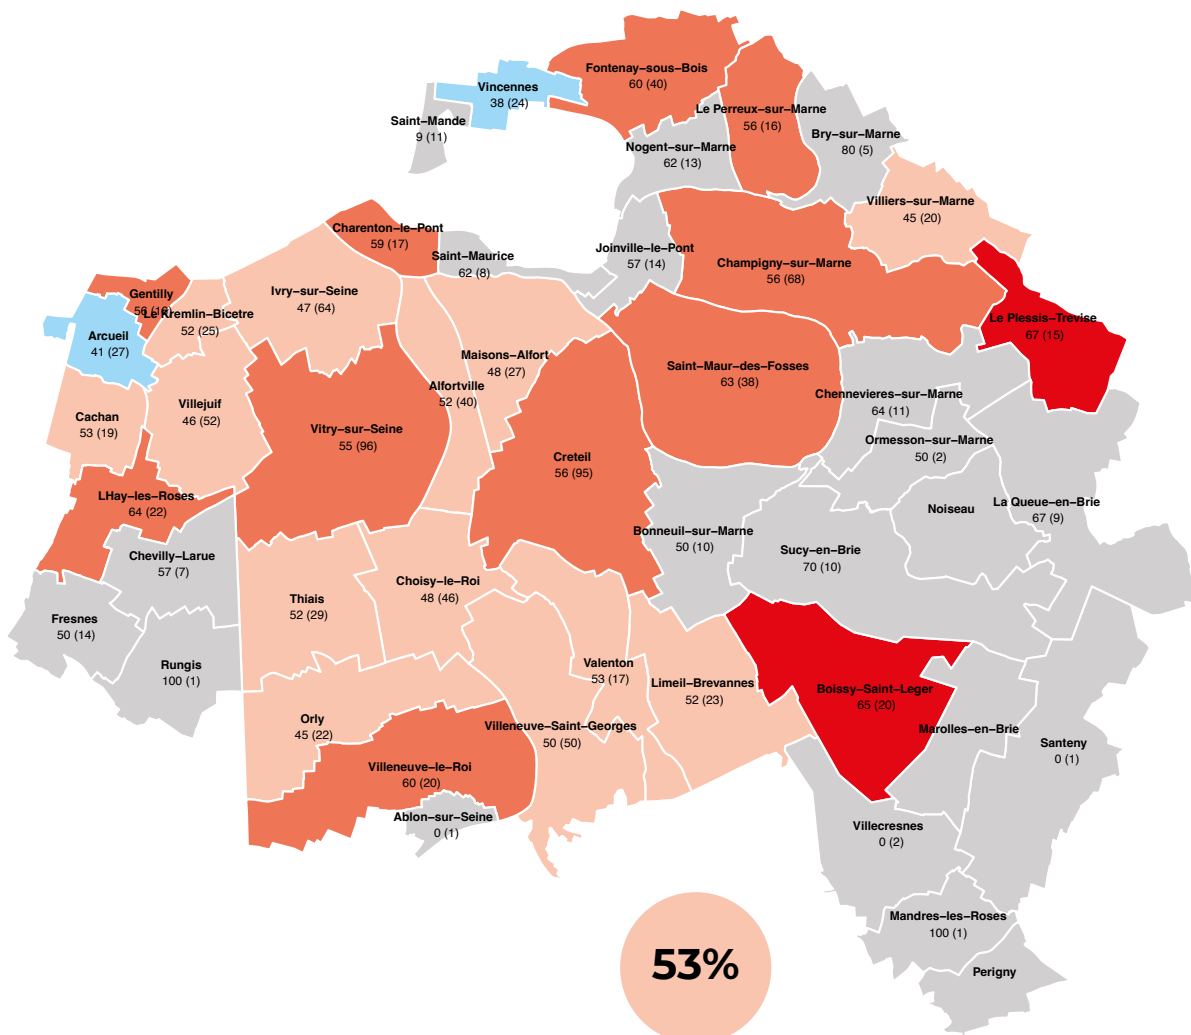 Fontenay−sous−Bois
60 (40)
Vincennes
38 (24)
Le Perreux−sur−Marne
56 (16)
Saint−Mande
9 (11)
Bry−sur−Marne
80 (5)
Nogent−sur−Marne
62 (13)
Villiers−sur−Marne
45 (20)
Charenton−le−Pont
59 (17)
Joinville−le−Pont
57 (14)
Saint−Maurice
62 (8)
Champigny−sur−Marne
56 (68)
Ivry−sur−Seine
47 (64)
Gentilly
Le Kremlin−Bicetre
52 (25)
Le Plessis−Trevise
67 (15)
Arcueil
41 (27)
Maisons−Alfort
48 (27)
Saint−Maur−des−Fosses
63 (38)
Alfortville
52 (40)
Chennevieres−sur−Marne
64 (11)
Villejuif
46 (52)
Cachan
53 (19)
Vitry−sur−Seine
55 (96)
Ormesson−sur−Marne
50 (2)
Creteil
56 (95)
LHay−les−Roses
64 (22)
La Queue−en−Brie
67 (9)
Noiseau
Bonneuil−sur−Marne
50 (10)
Sucy−en−Brie
70 (10)
Chevilly−Larue
57 (7)
Choisy−le−Roi
48 (46)
Thiais
52 (29)
Fresnes
50 (14)
Rungis
100 (1)
Valenton
53 (17)
Limeil−Brevannes
52 (23)
Boissy−Saint−Leger
65 (20)
Orly
45 (22)
Villeneuve−Saint−Georges
50 (50)
Marolles−en−Brie
Santeny
0 (1)
Villeneuve−le−Roi
60 (20)
Ablon−sur−Seine
0 (1)
Villecresnes
0 (2)
Mandres−les−Roses
100 (1)
53%
Perigny